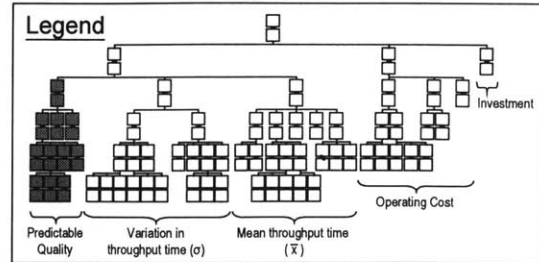 Legend
Investment
Operating Cost
Predictable
Quality
Variation in
throughput time (σ)
Mean throughput time
(x̅)